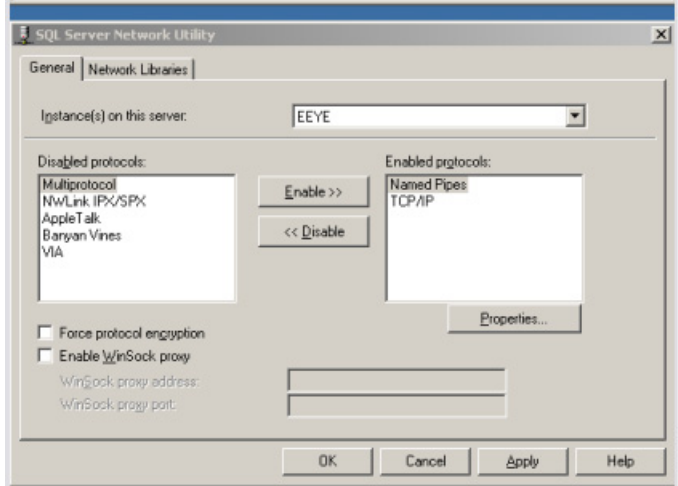 SQL Server Network Utility
General
Network Libraries
Instance(s) on this server:
EEYE
Disabled protocols:
Enabled protocols:
Multiprotocol
NWLink IPX/SPX
AppleTalk
Banyan Vines
VIA
Enable >>
<< Disable
Named Pipes
TCP/IP
Properties...
Force protocol encryption
Enable WinSock proxy
WinSock proxy address:
WinSock proxy port:
OK
Cancel
Apply
Help